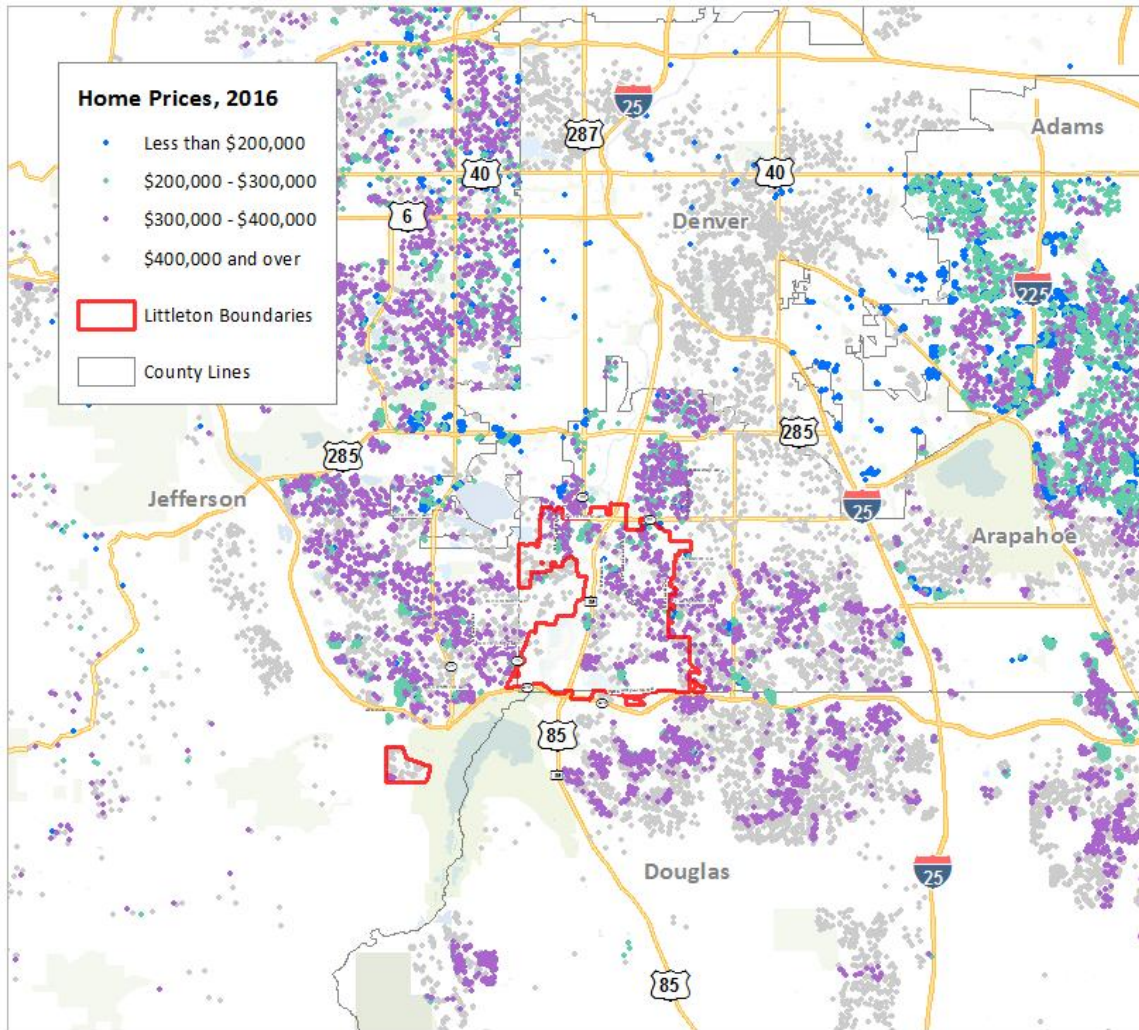 Home Prices, 2016
Less than $200,000
$200,000 - $300,000
$300,000 - $400,000
$400,000 and over
Littleton Boundaries
County Lines
25
287
Adams
40
40
6
Denver
225
285
285
Jefferson
25
Arapahoe
85
Douglas
25
85